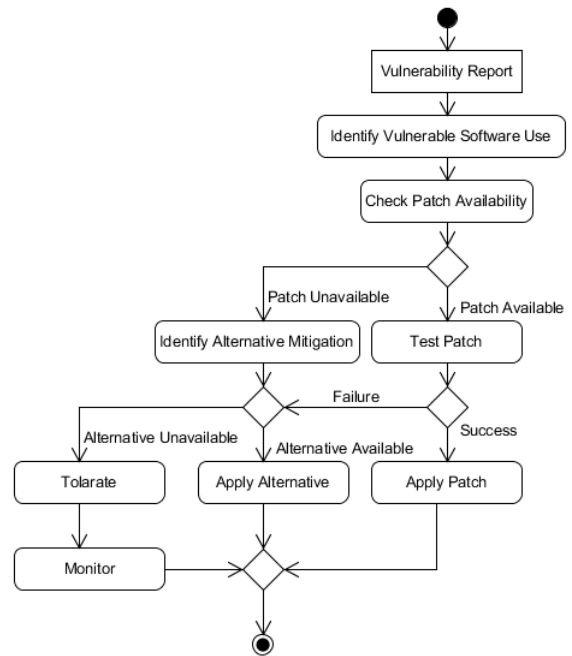 Vulnerability Report
Identify Vulnerable Software Use
Check Patch Availability
Patch Unavailable
Patch Available
Identify Alternative Mitigation
Test Patch
Failure
Success
Alternative Unavailable
Alternative Available
Tolarate
Apply Alternative
Apply Patch
Monitor